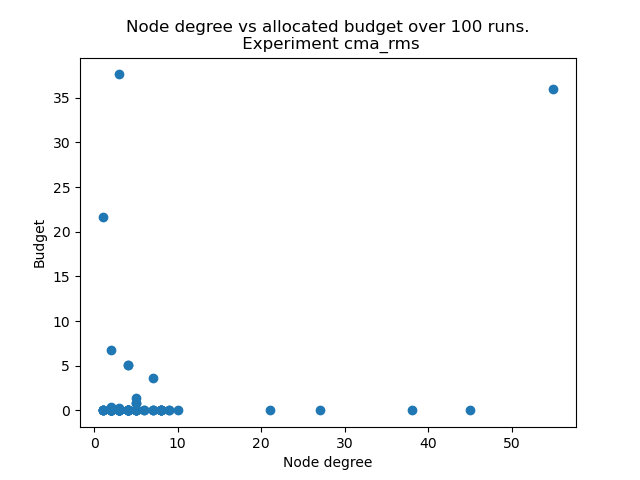 Node degree vs allocated budget over 100 runs.
Experiment cma_rms
35
30
25
20
15
10
5
0
Budget
0 10 20 30 40 50
Node degree